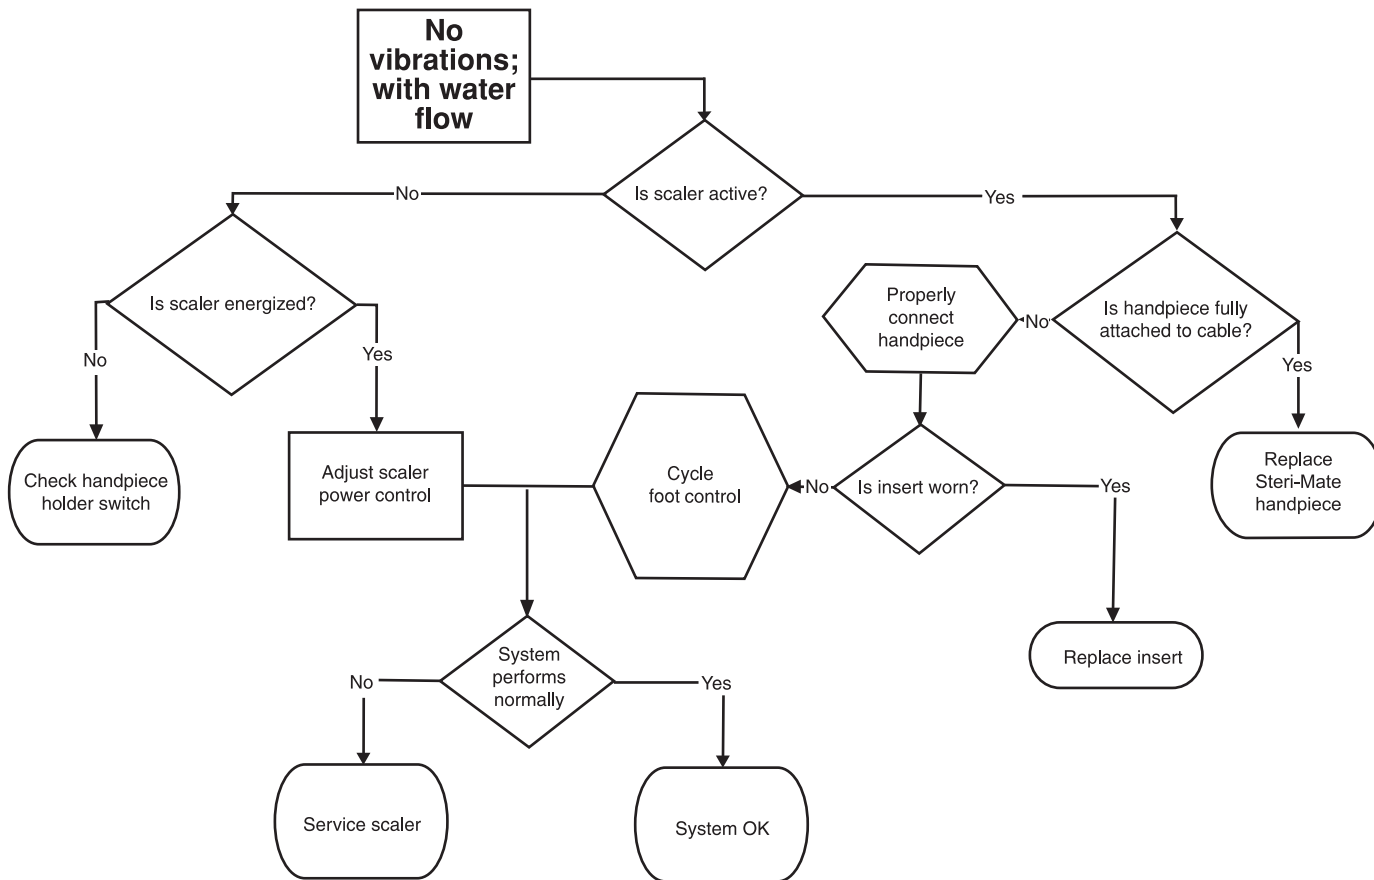 No
vibrations;
with water
flow
Is scaler active?
No
Yes
Is scaler energized?
Properly
connect
handpiece
No
Is handpiece fully
attached to cable?
No
Yes
Yes
Check handpiece
holder switch
Adjust scaler
power control
Cycle
foot control
No
Is insert worn?
Yes
Replace
Steri-Mate
handpiece
System
performs
normally
No
Yes
Replace insert
Service scaler
System OK